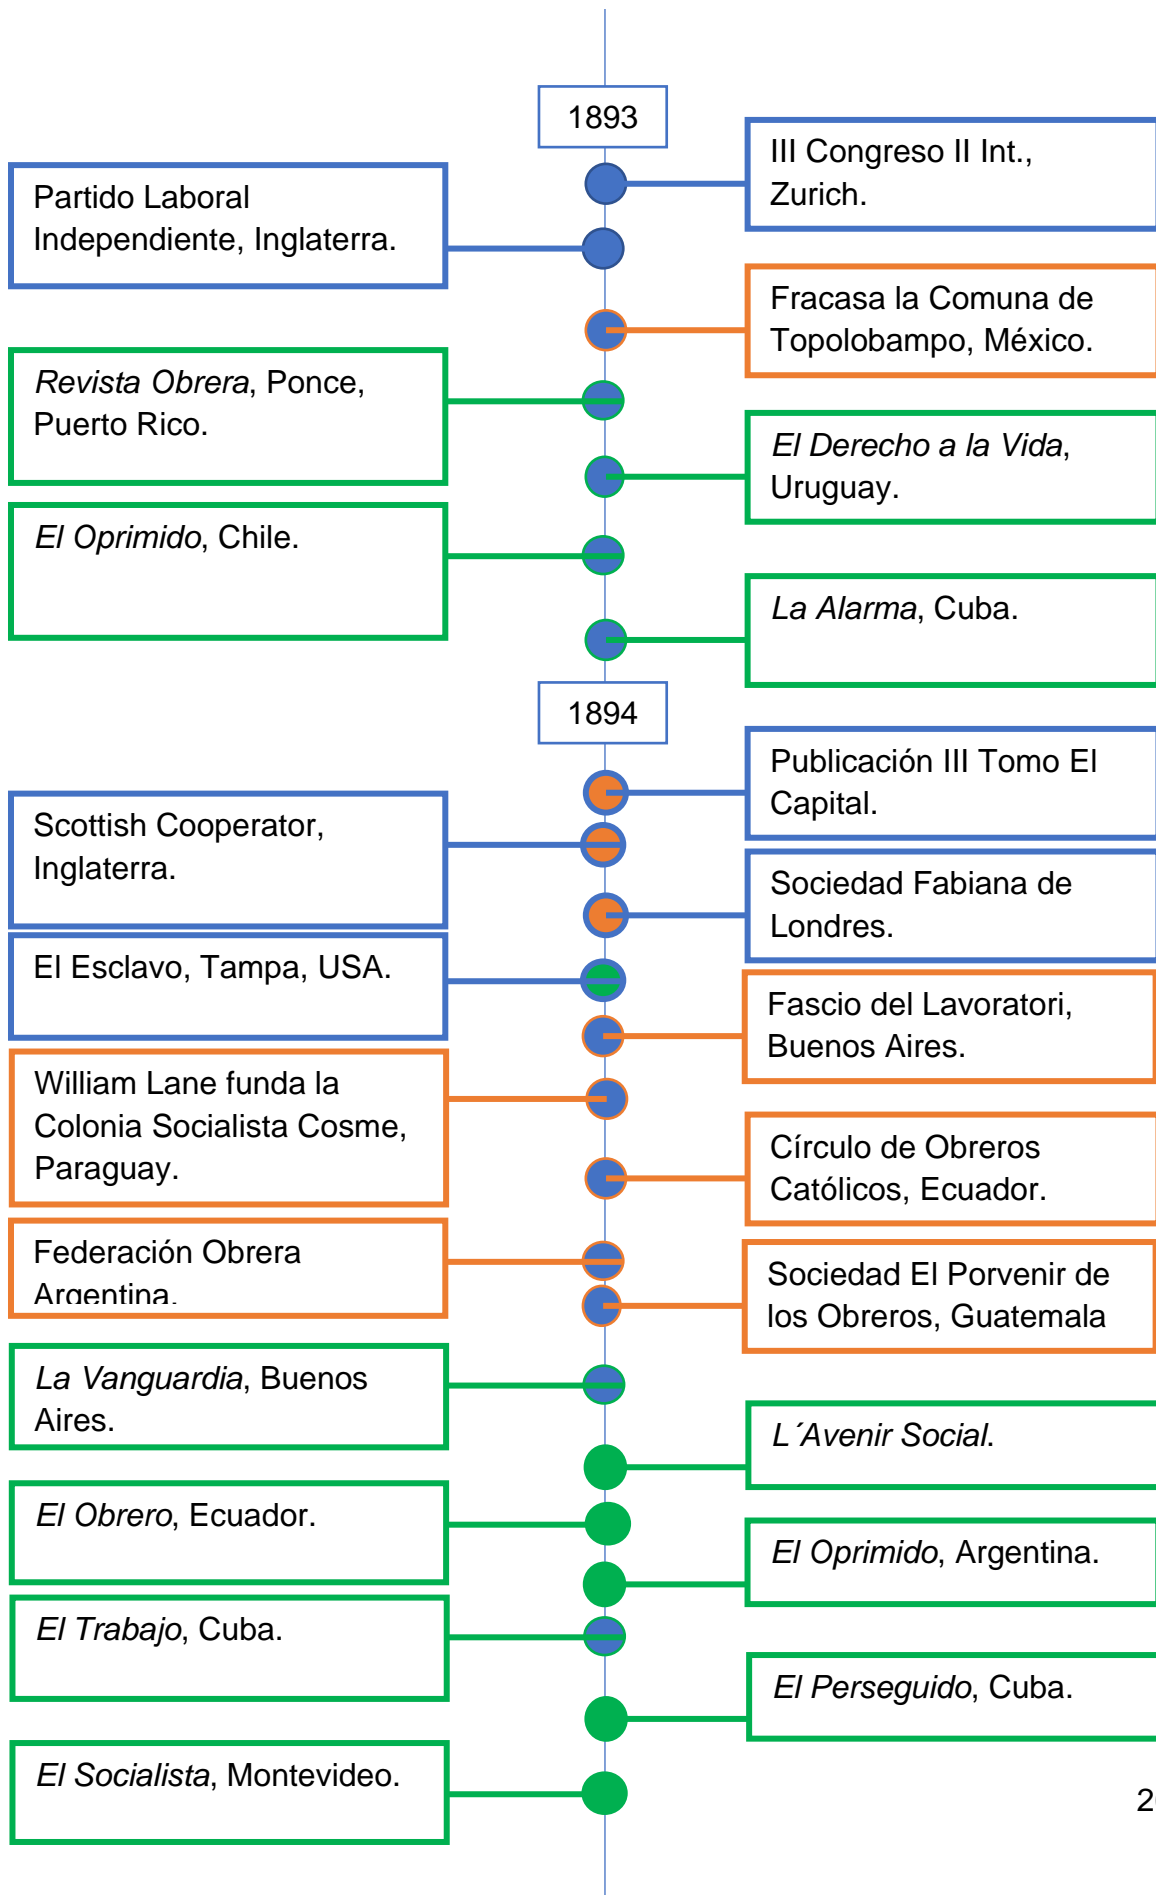 1893
III Congreso II Int.,
Zurich.
Partido Laboral
Independiente, Inglaterra.
Fracasa la Comuna de
Topolobampo, México.
Revista Obrera, Ponce,
Puerto Rico.
El Derecho a la Vida,
Uruguay.
El Oprimido, Chile.
La Alarma, Cuba.
1894
Publicación III Tomo El
Capital.
Scottish Cooperator,
Inglaterra.
Sociedad Fabiana de
Londres.
El Esclavo, Tampa, USA.
Fascio del Lavoratori,
Buenos Aires.
William Lane funda la
Colonia Socialista Cosme,
Paraguay.
Círculo de Obreros
Católicos, Ecuador.
Federación Obrera
Argentina.
Sociedad El Porvenir de
los Obreros, Guatemala
La Vanguardia, Buenos
Aires.
L´Avenir Social.
El Obrero, Ecuador.
El Oprimido, Argentina.
El Trabajo, Cuba.
El Perseguido, Cuba.
El Socialista, Montevideo.